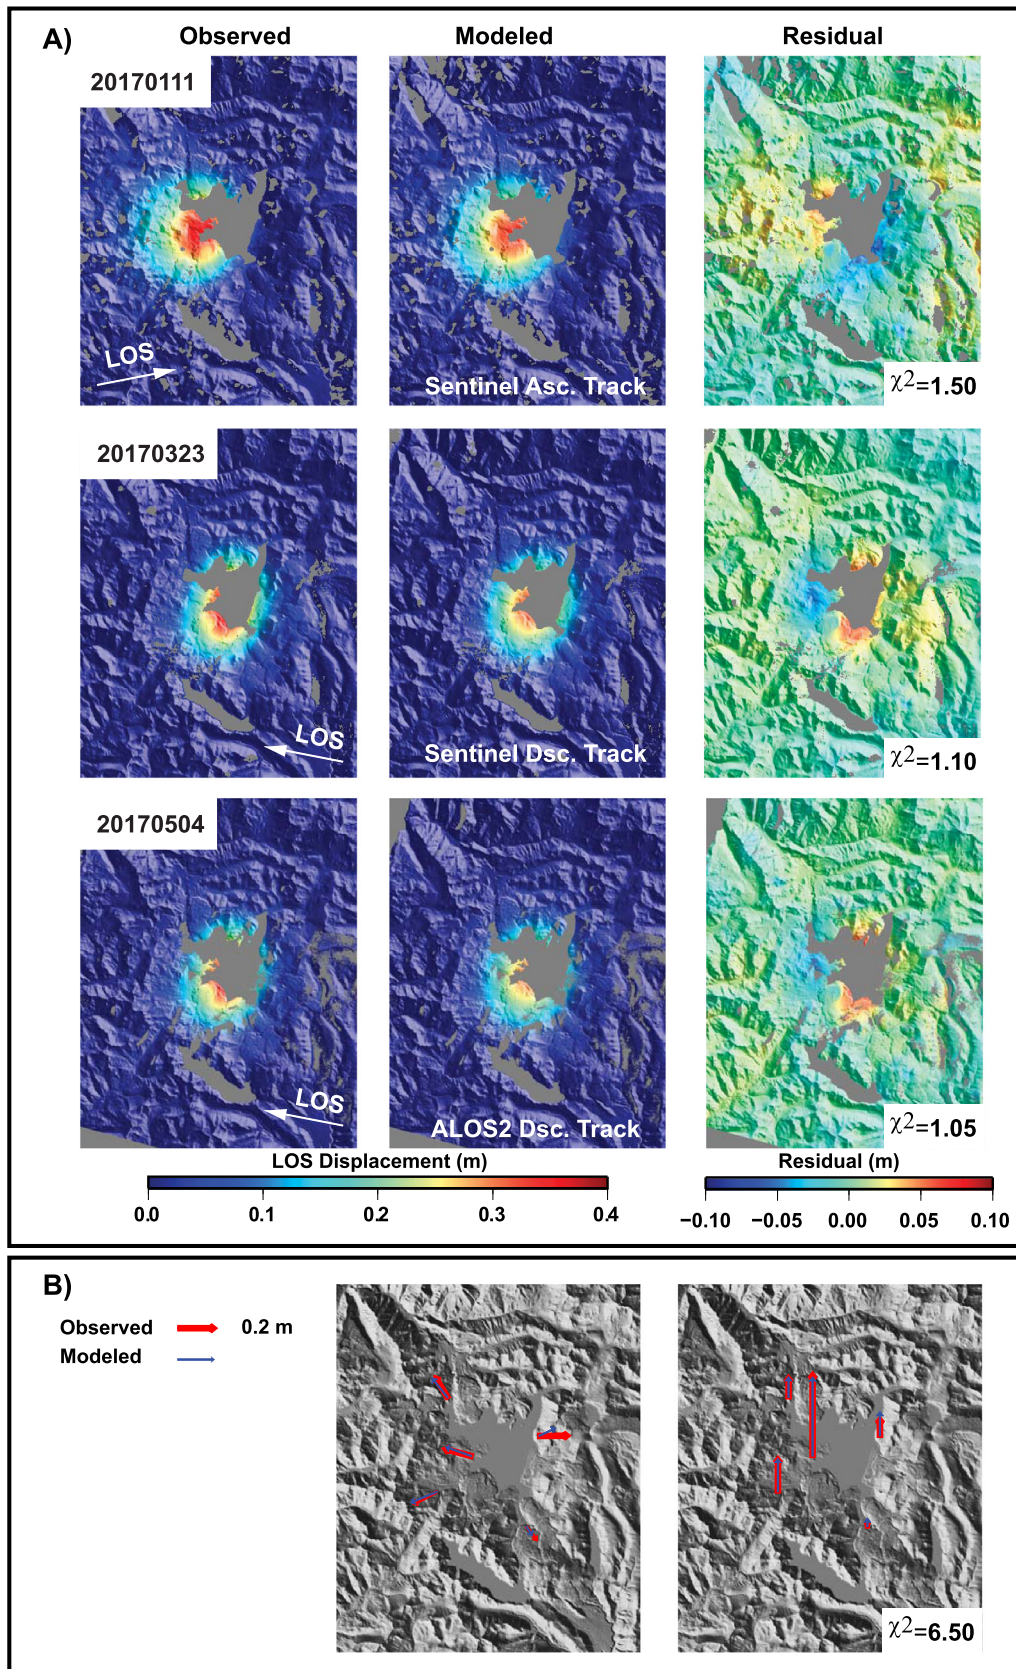 A)
Observed Modeled Residual
20170111
LOS
Sentinel Asc. Track
χ2=1.50
20170323
LOS
Sentinel Dsc. Track
χ2=1.10
20170504
LOS
ALOS2 Dsc. Track
χ2=1.05
LOS Displacement (m)
0.0 0.1 0.2 0.3 0.4
Residual (m)
−0.10 −0.05 0.00 0.05 0.10
B)
Observed 0.2 m
Modeled
χ2=6.50